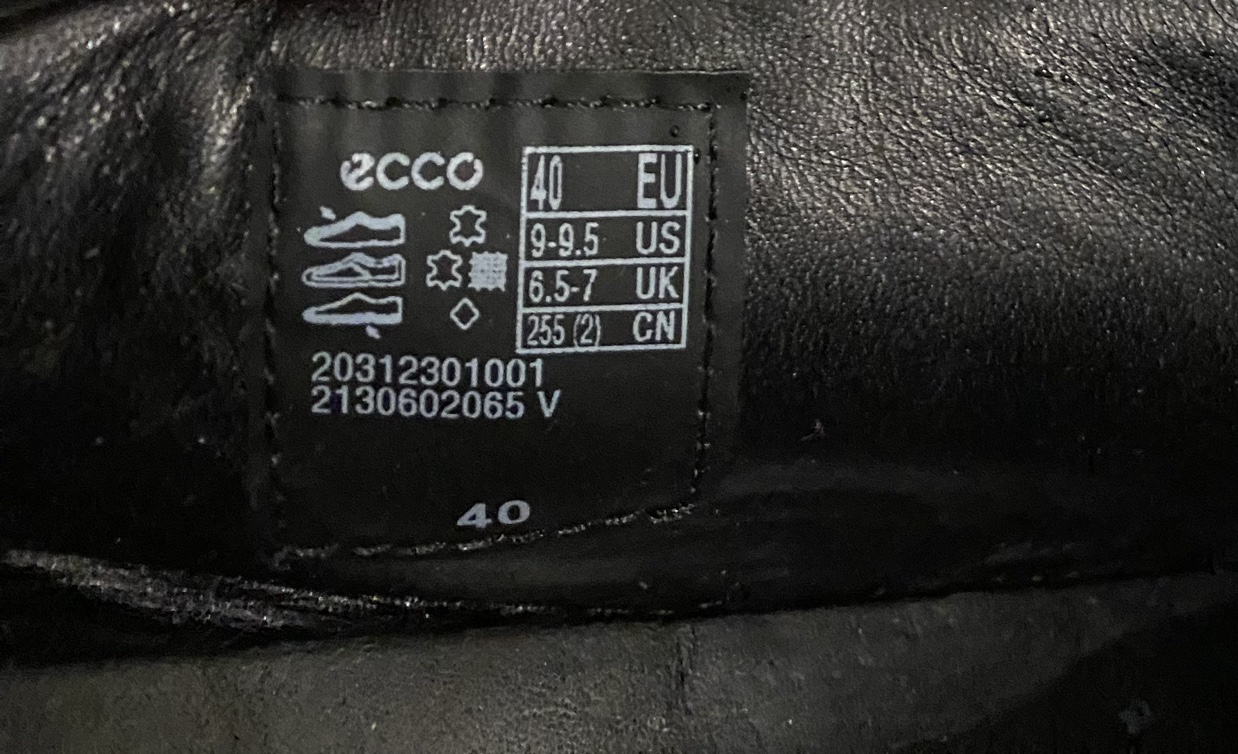 ecco
40 EU
9-9.5 US
6.5-7 UK
255 (2) CN
20312301001
2130602065 V
40